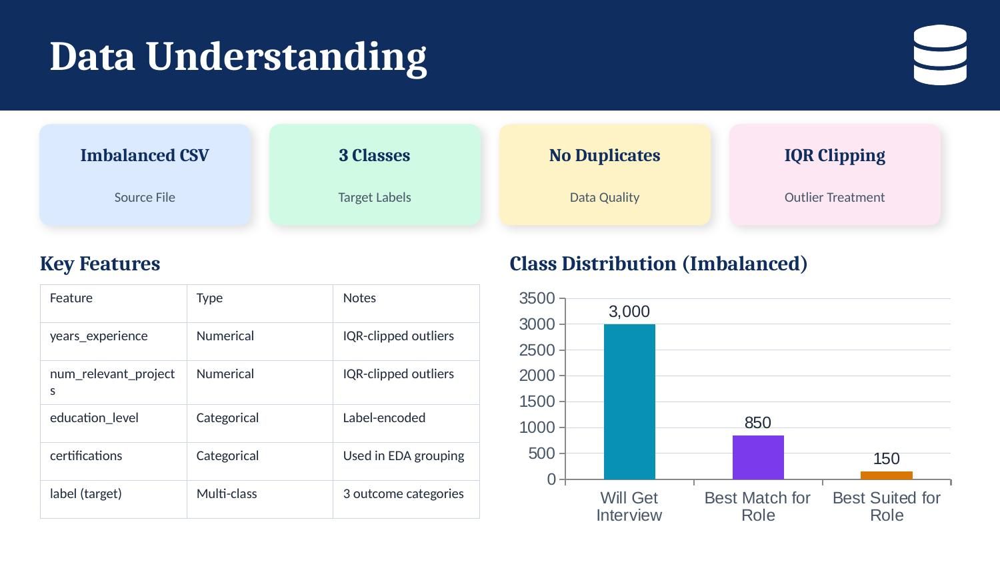 Data Understanding
Imbalanced CSV
Source File
3 Classes
Target Labels
No Duplicates
Data Quality
IQR Clipping
Outlier Treatment
Key Features
Feature Type Notes
years_experience Numerical IQR-clipped outliers
num_relevant_project Numerical IQR-clipped outliers
s
education_level Categorical Label-encoded
certifications Categorical Used in EDA grouping
label (target) Multi-class 3 outcome categories
Class Distribution (Imbalanced)
3500
3000
2500
2000
1500
1000
500
0
3,000
850
150
Will Get
Interview
Best Match for
Role
Best Suited for
Role